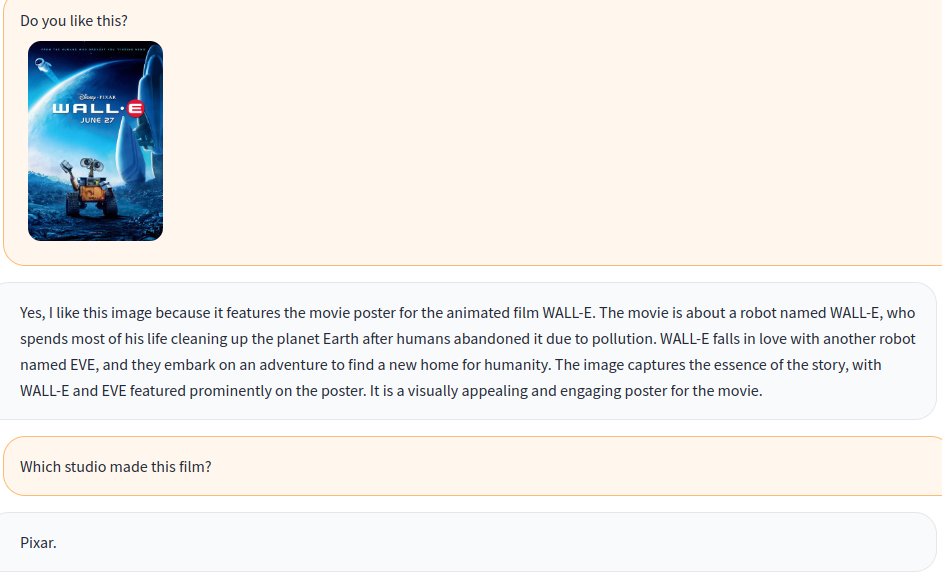 Do you like this?
Disney · PIXAR
WALL·E
JUNE 27
Yes, I like this image because it features the movie poster for the animated film WALL-E. The movie is about a robot named WALL-E, who
spends most of his life cleaning up the planet Earth after humans abandoned it due to pollution. WALL-E falls in love with another robot
named EVE, and they embark on an adventure to find a new home for humanity. The image captures the essence of the story, with
WALL-E and EVE featured prominently on the poster. It is a visually appealing and engaging poster for the movie.
Which studio made this film?
Pixar.